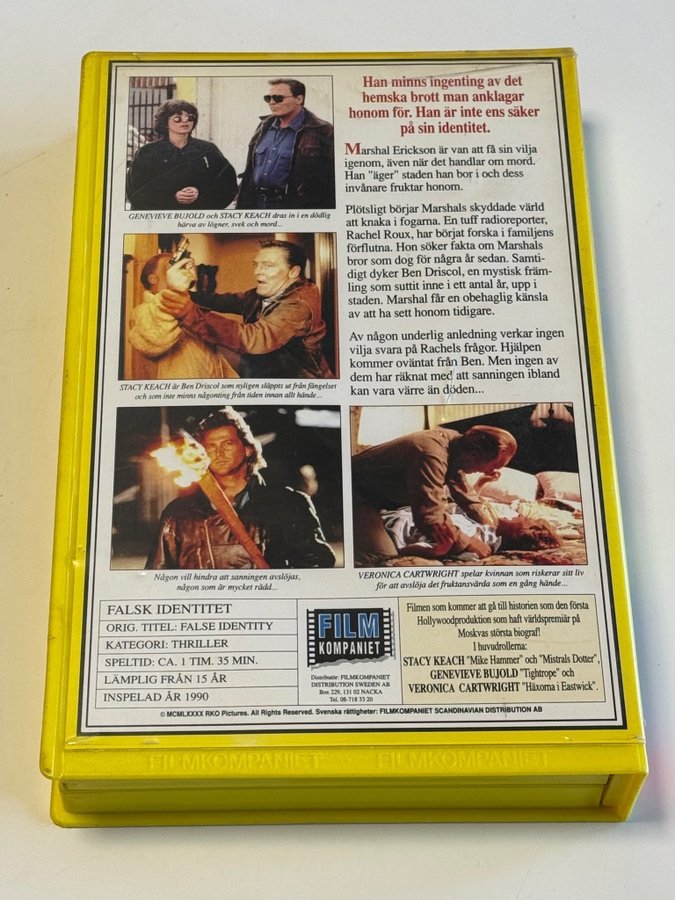 Han minns ingenting av det
hemska brott man anklagar
honom för. Han är inte ens säker
på sin identitet.
Marshal Erickson är van att få sin vilja
igenom, även när det handlar om mord.
Han "äger" staden han bor i och dess
invånare fruktar honom.
GENEVIEVE BUJOLD och STACY KEACH dras in i en dödlig
härva av lögner, svek och mord...
Plötsligt börjar Marshals skyddade värld
att knaka i fogarna. En tuff radioreporter,
Rachel Roux, har börjat forska i familjens
förflutna. Hon söker fakta om Marshals
bror som dog för några år sedan. Samti-
digt dyker Ben Driscol, en mystisk främ-
ling som suttit inne i ett antal år, upp i
staden. Marshal får en obehaglig känsla
av att ha sett honom tidigare.
Av någon underlig anledning verkar ingen
vilja svara på Rachels frågor. Hjälpen
kommer oväntat från Ben. Men ingen av
dem har räknat med att sanningen ibland
kan vara värre än döden...
STACY KEACH är Ben Driscol som nyligen släppts ut från fängelset
och som inte minns någonting från tiden innan allt hände...
Någon vill hindra att sanningen avslöjas,
någon som är mycket rädd...
VERONICA CARTWRIGHT spelar kvinnan som riskerar sitt liv
för att avslöja det fruktansvärda som en gång hände...
FALSK IDENTITET
ORIG. TITEL: FALSE IDENTITY
KATEGORI: THRILLER
SPELTID: CA. 1 TIM. 35 MIN.
LÄMPLIG FRÅN 15 ÅR
INSPELAD ÅR 1990
FILM
KOMPANIET
Distributör: FILMKOMPANIET
DISTRIBUTION SWEDEN AB
Box 229, 131 02 NACKA
Tel. 08-718 33 20
Filmen som kommer att gå till historien som den första
Hollywoodproduktion som haft världspremiär på
Moskvas största biograf!
I huvudrollerna:
STACY KEACH "Mike Hammer" och "Mistrals Dotter",
GENEVIEVE BUJOLD "Tightrope" och
VERONICA CARTWRIGHT "Häxorna i Eastwick".
© MCMLXXXX RKO Pictures. All Rights Reserved. Svenska rättigheter: FILMKOMPANIET SCANDINAVIAN DISTRIBUTION AB
FILMKOMPANIET FILMKOMPANIET